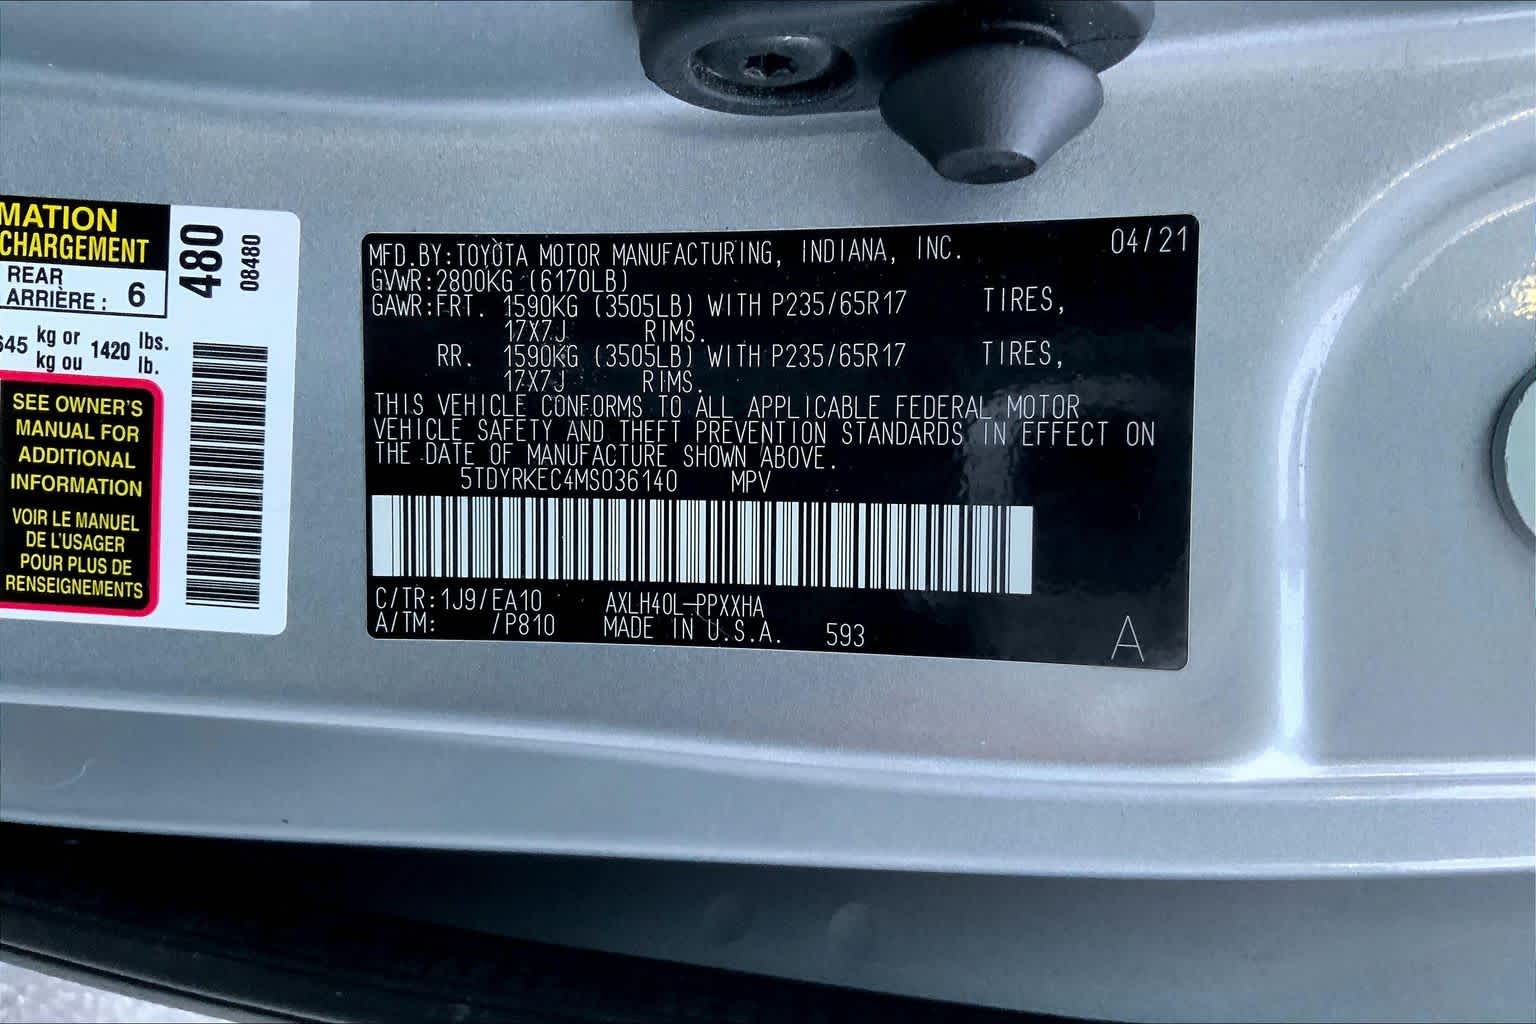 MATION
CHARGEMENT
REAR
ARRIÈRE : 6
645 kg or 1420 lbs.
kg ou lb.
SEE OWNER'S
MANUAL FOR
ADDITIONAL
INFORMATION
VOIR LE MANUEL
DE L'USAGER
POUR PLUS DE
RENSEIGNEMENTS
480
08480
MFD.BY:TOYOTA MOTOR MANUFACTURING, INDIANA, INC. 04/21
GVWR:2800KG (6170LB)
GAWR:FRT. 1590KG (3505LB) WITH P235/65R17 TIRES,
17X7J RIMS.
RR. 1590KG (3505LB) WITH P235/65R17 TIRES,
17X7J RIMS.
THIS VEHICLE CONFORMS TO ALL APPLICABLE FEDERAL MOTOR
VEHICLE SAFETY AND THEFT PREVENTION STANDARDS IN EFFECT ON
THE DATE OF MANUFACTURE SHOWN ABOVE.
5TDYRKEC4MS036140 MPV
C/TR:1J9/EA10 AXLH40L-PPXXHA
A/TM: /P810 MADE IN U.S.A. 593
A